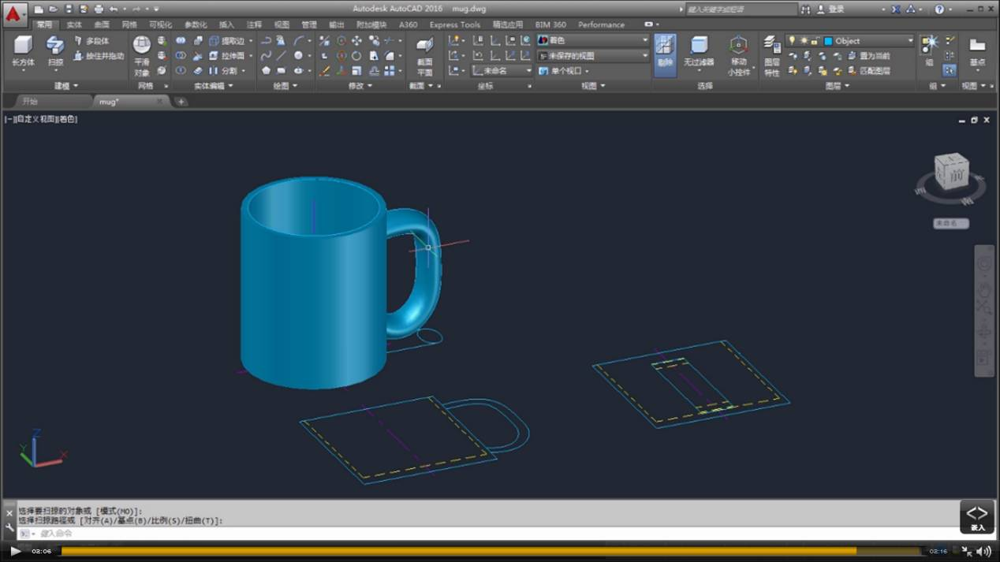 Autodesk AutoCAD 2016 mug.dwg
键入关键字或短语
登录
常用 实体 曲面 网格 可视化 参数化 插入 注释 视图 管理 输出 附加模块 A360 Express Tools 精选应用 BIM 360 Performance
长方体 扫掠 多段体 按住并拖动
平滑对象
提取边 拉伸面 分割
截面平面
未命名
着色
未保存的视图
单个视口
剔除 无过滤器 移动小控件
图层特性
Object
置为当前
匹配图层
组
基点
建模 网格 实体编辑 绘图 修改 截面 坐标 视图 选择 图层 组 视图
开始 mug*
[-][自定义视图][着色]
前
未命名
Z
Y
X
选择要扫掠的对象或 [模式(MO)]:
选择扫掠路径或 [对齐(A)/基点(B)/比例(S)/扭曲(T)]:
键入命令
嵌入
02:06 02:16